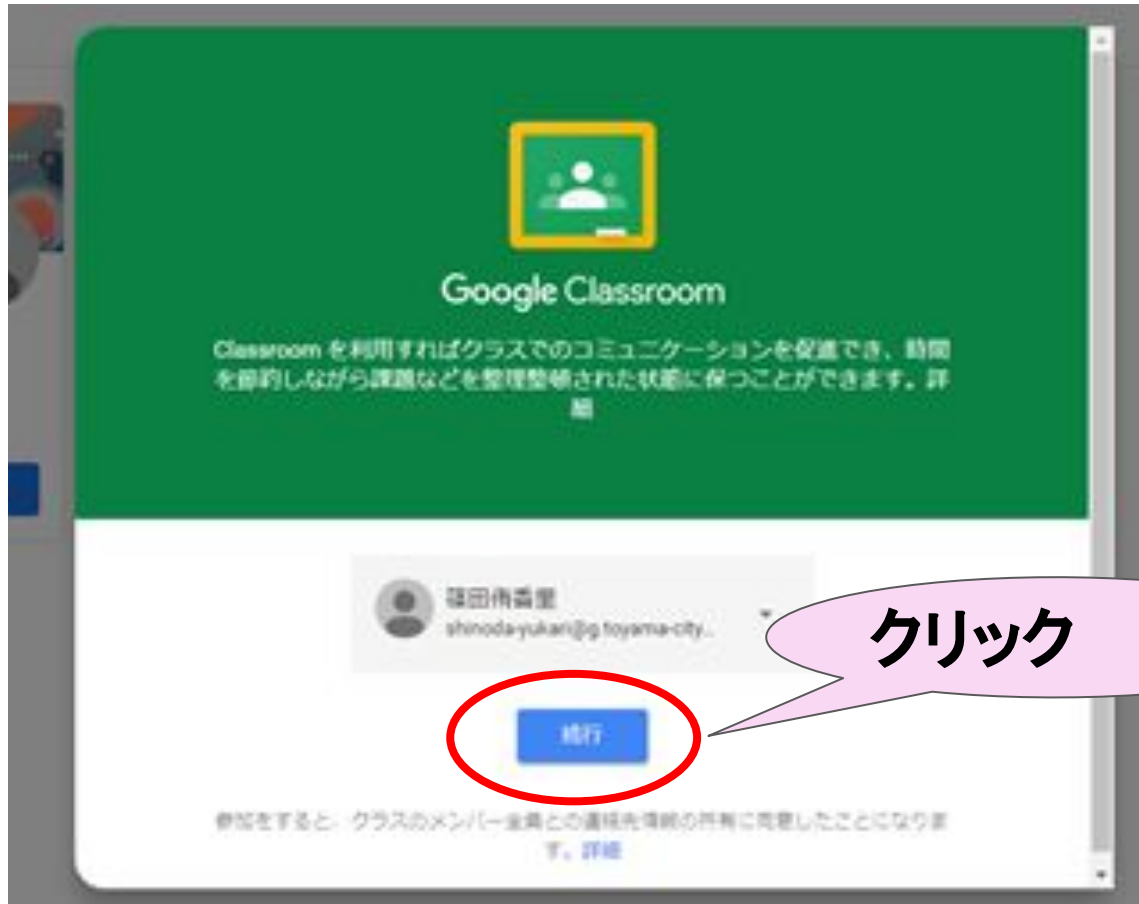 Google Classroom
Classroom を利用すればクラスでのコミュニケーションを促進でき、時間
を節約しながら課題などを整理整頓された状態に保つことができます。詳
細
篠田侑香里
shinoda-yukari@g.toyama-city...
クリック
続行
参加をすると、クラスのメンバー全員との連絡先情報の共有に同意したことになりま
す。詳細